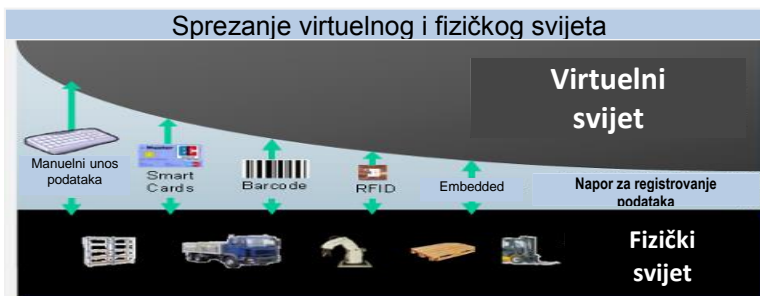 Sprezanje virtuelnog i fizičkog svijeta
Virtuelni
svijet
Manuelni unos
podataka
Smart
Cards
Barcode
RFID
Embedded
Napor za registrovanje
podataka
Fizički
svijet